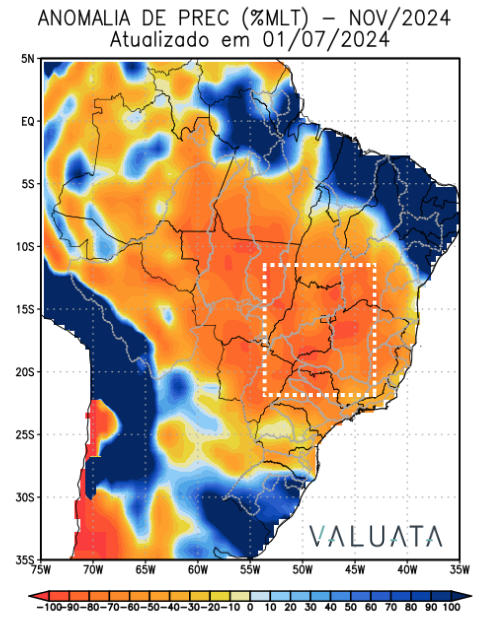 ANOMALIA DE PREC (%MLT) – NOV/2024
Atualizado em 01/07/2024
5N
EQ
5S
10S
15S
20S
25S
30S
35S
VALUATA
75W 70W 65W 60W 55W 50W 45W 40W 35W
-100 -90 -80 -70 -60 -50 -40 -30 -20 -10 0 10 20 30 40 50 60 70 80 90 100